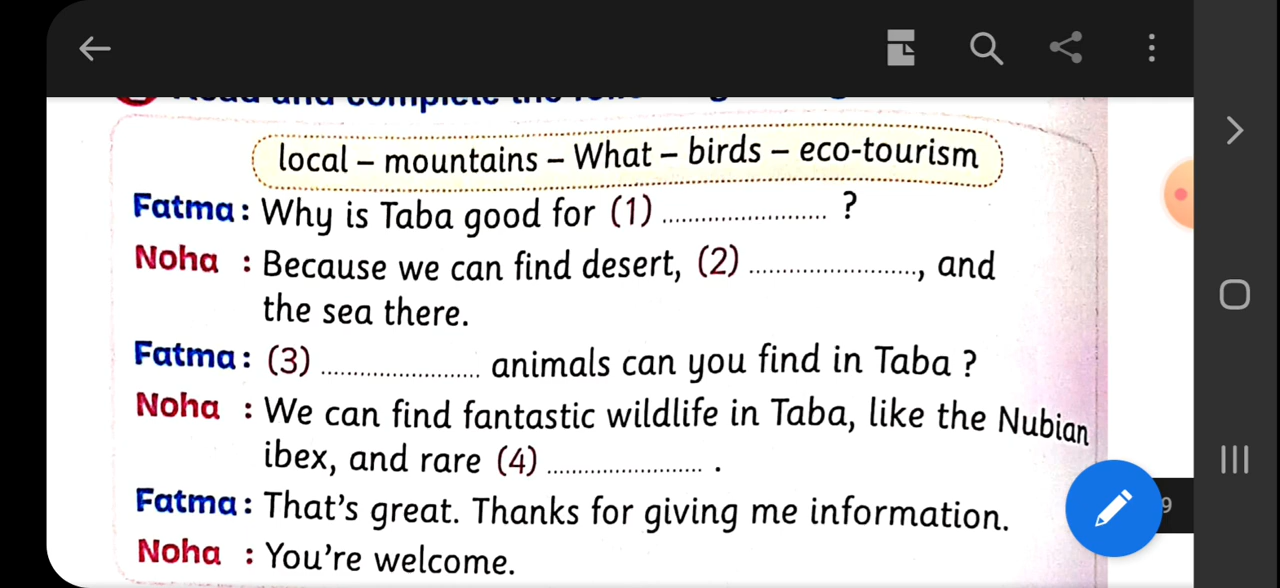 local – mountains – What – birds – eco-tourism
Fatma : Why is Taba good for (1) ........................... ?
Noha : Because we can find desert, (2) ..........................., and
the sea there.
Fatma : (3) .......................... animals can you find in Taba ?
Noha : We can find fantastic wildlife in Taba, like the Nubian
ibex, and rare (4) ......................... .
Fatma : That's great. Thanks for giving me information.
9
Noha : You're welcome.